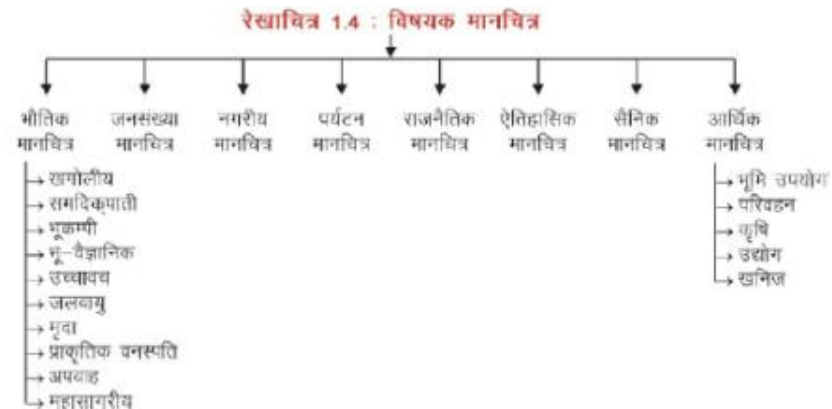 रेखाचित्र 1.4 : विषयक मानचित्र
भौतिक मानचित्र
जनसंख्या मानचित्र
नगरीय मानचित्र
पर्यटन मानचित्र
राजनैतिक मानचित्र
ऐतिहासिक मानचित्र
सैनिक मानचित्र
आर्थिक मानचित्र
खगोलीय
समदिक्पाती
भूकम्पी
भू-वैज्ञानिक
उच्चावच
जलवायु
मृदा
प्राकृतिक वनस्पति
अपवाह
महासागरीय
भूमि उपयोग
परिवहन
कृषि
उद्योग
खनिज